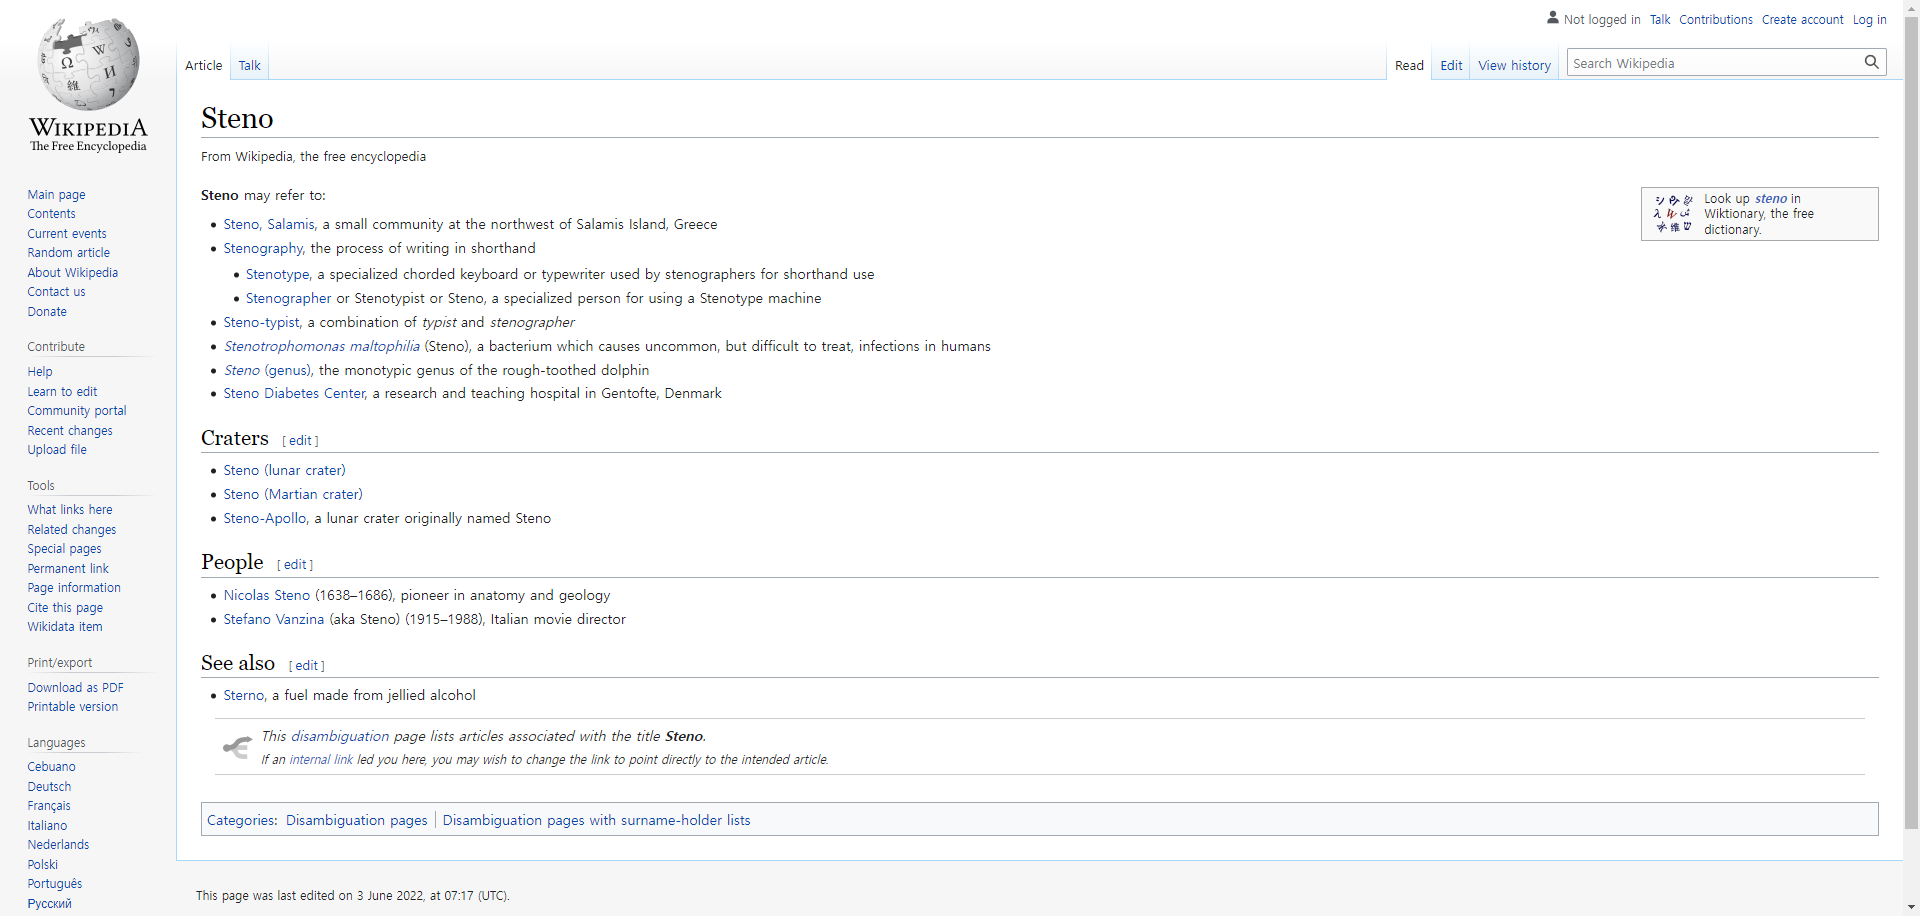 Not logged in Talk Contributions Create account Log in
Article Talk Read Edit View history Search Wikipedia
WIKIPEDIA
The Free Encyclopedia
Main page
Contents
Current events
Random article
About Wikipedia
Contact us
Donate
Contribute
Help
Learn to edit
Community portal
Recent changes
Upload file
Tools
What links here
Related changes
Special pages
Permanent link
Page information
Cite this page
Wikidata item
Print/export
Download as PDF
Printable version
Languages
Cebuano
Deutsch
Français
Italiano
Nederlands
Polski
Português
Русский
Steno
From Wikipedia, the free encyclopedia
Steno may refer to:
Look up steno in
Wiktionary, the free
dictionary.
• Steno, Salamis, a small community at the northwest of Salamis Island, Greece
• Stenography, the process of writing in shorthand
• Stenotype, a specialized chorded keyboard or typewriter used by stenographers for shorthand use
• Stenographer or Stenotypist or Steno, a specialized person for using a Stenotype machine
• Steno-typist, a combination of typist and stenographer
• Stenotrophomonas maltophilia (Steno), a bacterium which causes uncommon, but difficult to treat, infections in humans
• Steno (genus), the monotypic genus of the rough-toothed dolphin
• Steno Diabetes Center, a research and teaching hospital in Gentofte, Denmark
Craters [ edit ]
• Steno (lunar crater)
• Steno (Martian crater)
• Steno-Apollo, a lunar crater originally named Steno
People [ edit ]
• Nicolas Steno (1638–1686), pioneer in anatomy and geology
• Stefano Vanzina (aka Steno) (1915–1988), Italian movie director
See also [ edit ]
• Sterno, a fuel made from jellied alcohol
This disambiguation page lists articles associated with the title Steno.
If an internal link led you here, you may wish to change the link to point directly to the intended article.
Categories: Disambiguation pages | Disambiguation pages with surname-holder lists
This page was last edited on 3 June 2022, at 07:17 (UTC).